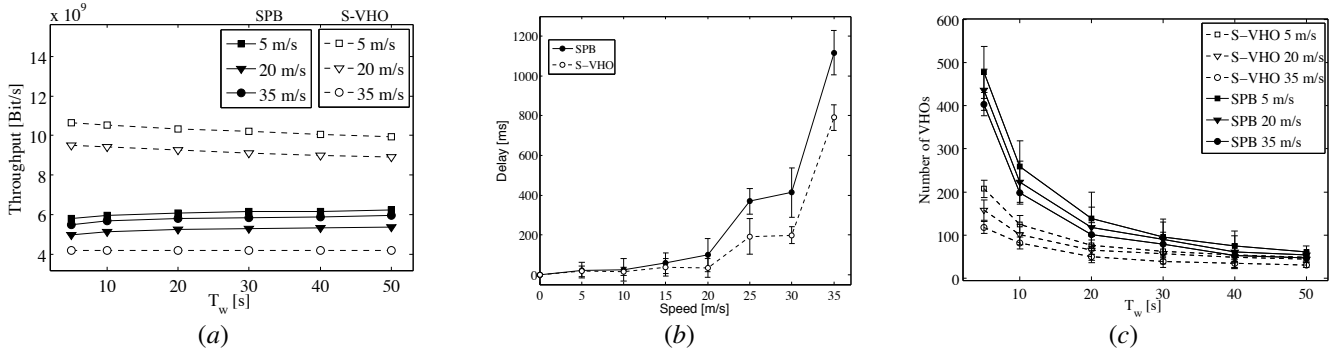 x 10^9
SPB S-VHO
5 m/s 5 m/s
20 m/s 20 m/s
35 m/s 35 m/s
14
12
10
8
6
4
Throughput [Bit/s]
10 20 30 40 50
T_w [s]
(a)
SPB
S-VHO
1200
1000
800
600
400
200
0
Delay [ms]
0 5 10 15 20 25 30 35
Speed [m/s]
(b)
600
500
400
300
200
100
0
Number of VHOs
S-VHO 5 m/s
S-VHO 20 m/s
S-VHO 35 m/s
SPB 5 m/s
SPB 20 m/s
SPB 35 m/s
10 20 30 40 50
T_w [s]
(c)